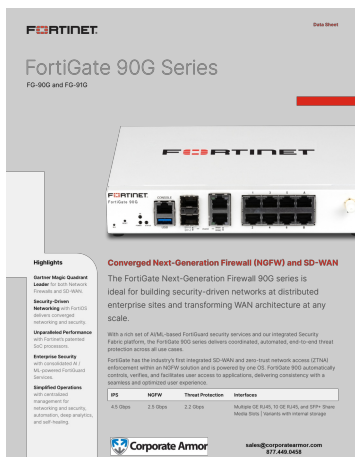 FORTINET
Data Sheet
FortiGate 90G Series
FG-90G and FG-91G
FORTINET
FORTINET
FortiGate 90G
CONSOLE
Highlights
Gartner Magic Quadrant
Leader for both Network
Firewalls and SD-WAN.
Security-Driven
Networking with FortiOS
delivers converged
networking and security.
Unparalleled Performance
with Fortinet's patented
SoC processors.
Enterprise Security
with consolidated AI /
ML-powered FortiGuard
Services.
Simplified Operations
with centralized
management for
networking and security,
automation, deep analytics,
and self-healing.
Converged Next-Generation Firewall (NGFW) and SD-WAN
The FortiGate Next-Generation Firewall 90G series is
ideal for building security-driven networks at distributed
enterprise sites and transforming WAN architecture at any
scale.
With a rich set of AI/ML-based FortiGuard security services and our integrated Security
Fabric platform, the FortiGate 90G series delivers coordinated, automated, end-to-end threat
protection across all use cases.
FortiGate has the industry's first integrated SD-WAN and zero-trust network access (ZTNA)
enforcement within an NGFW solution and is powered by one OS. FortiGate 90G automatically
controls, verifies, and facilitates user access to applications, delivering consistency with a
seamless and optimized user experience.
IPS NGFW Threat Protection Interfaces
4.5 Gbps 2.5 Gbps 2.2 Gbps Multiple GE RJ45, 10 GE RJ45, and SFP+ Share
Media Slots | Variants with internal storage
Corporate Armor
sales@corporatearmor.com
877.449.0458